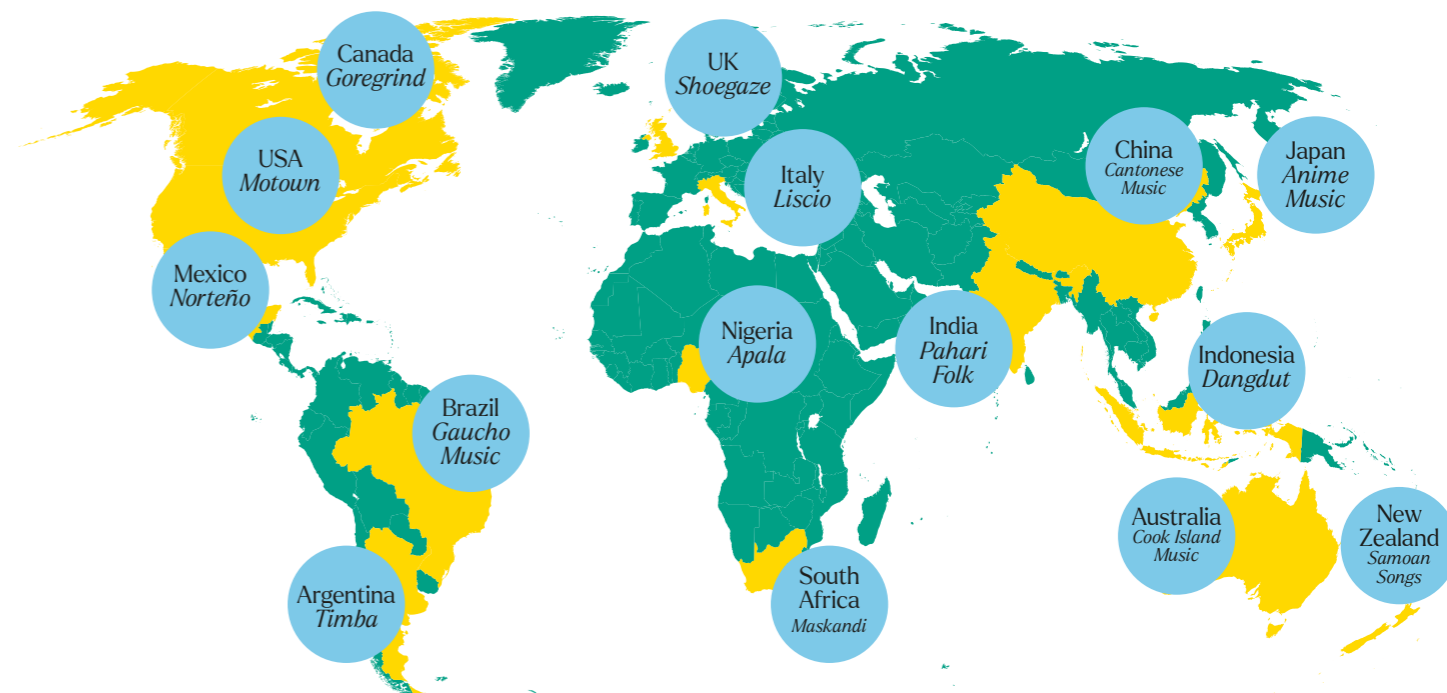 Canada
Goregrind
UK
Shoegaze
USA
Motown
Italy
Liscio
China
Cantonese
Music
Japan
Anime
Music
Mexico
Norteño
Nigeria
Apala
India
Pahari
Folk
Indonesia
Dangdut
Brazil
Gaucho
Music
Australia
Cook Island
Music
New
Zealand
Samoan
Songs
Argentina
Timba
South
Africa
Maskandi